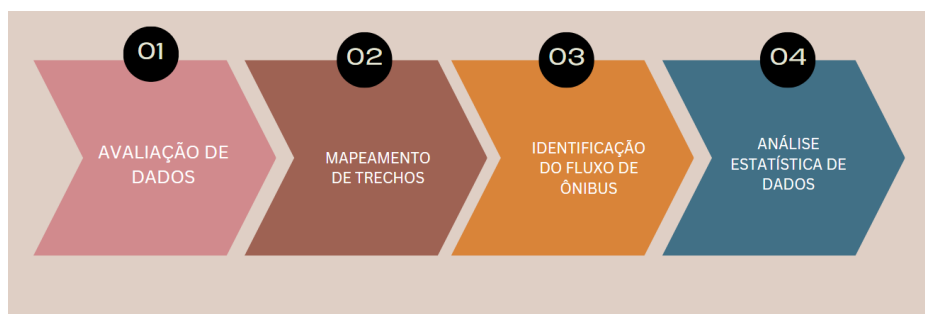 01
AVALIAÇÃO DE
DADOS
02
MAPEAMENTO
DE TRECHOS
03
IDENTIFICAÇÃO
DO FLUXO DE
ÔNIBUS
04
ANÁLISE
ESTATÍSTICA DE
DADOS